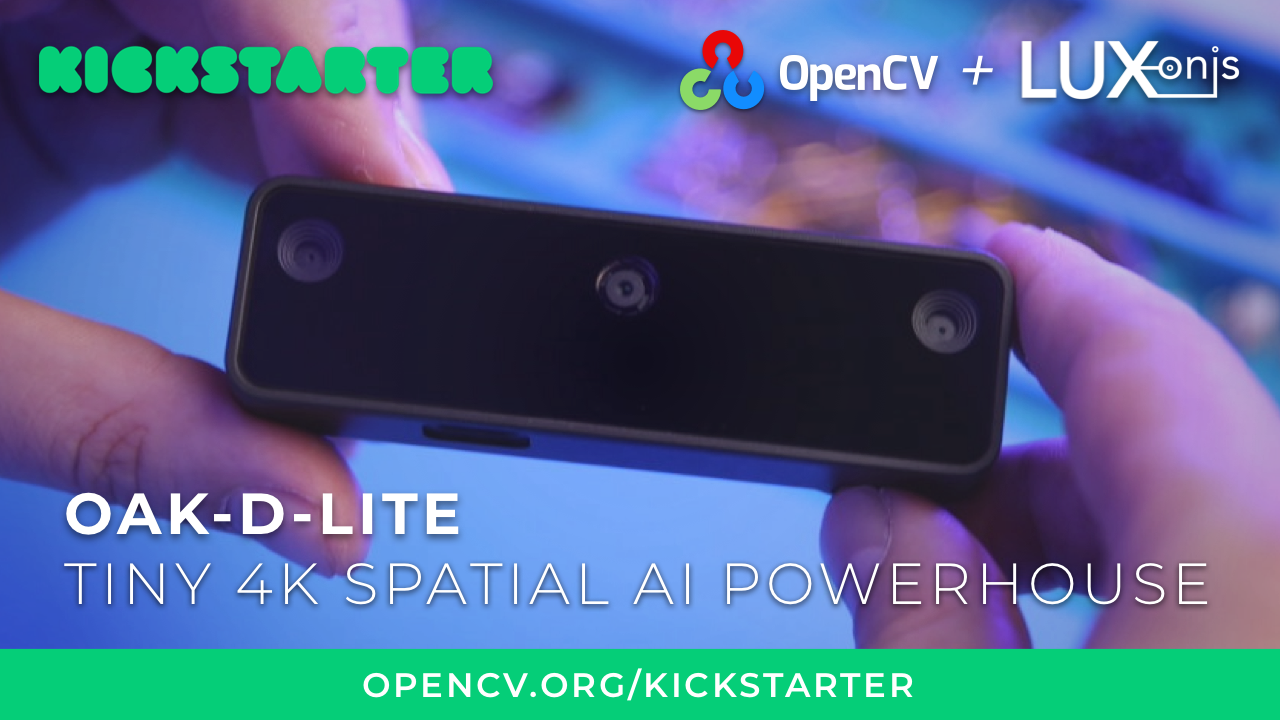 KICKSTARTER
OpenCV + LUXonis
OAK-D-LITE
TINY 4K SPATIAL AI POWERHOUSE
OPENCV.ORG/KICKSTARTER